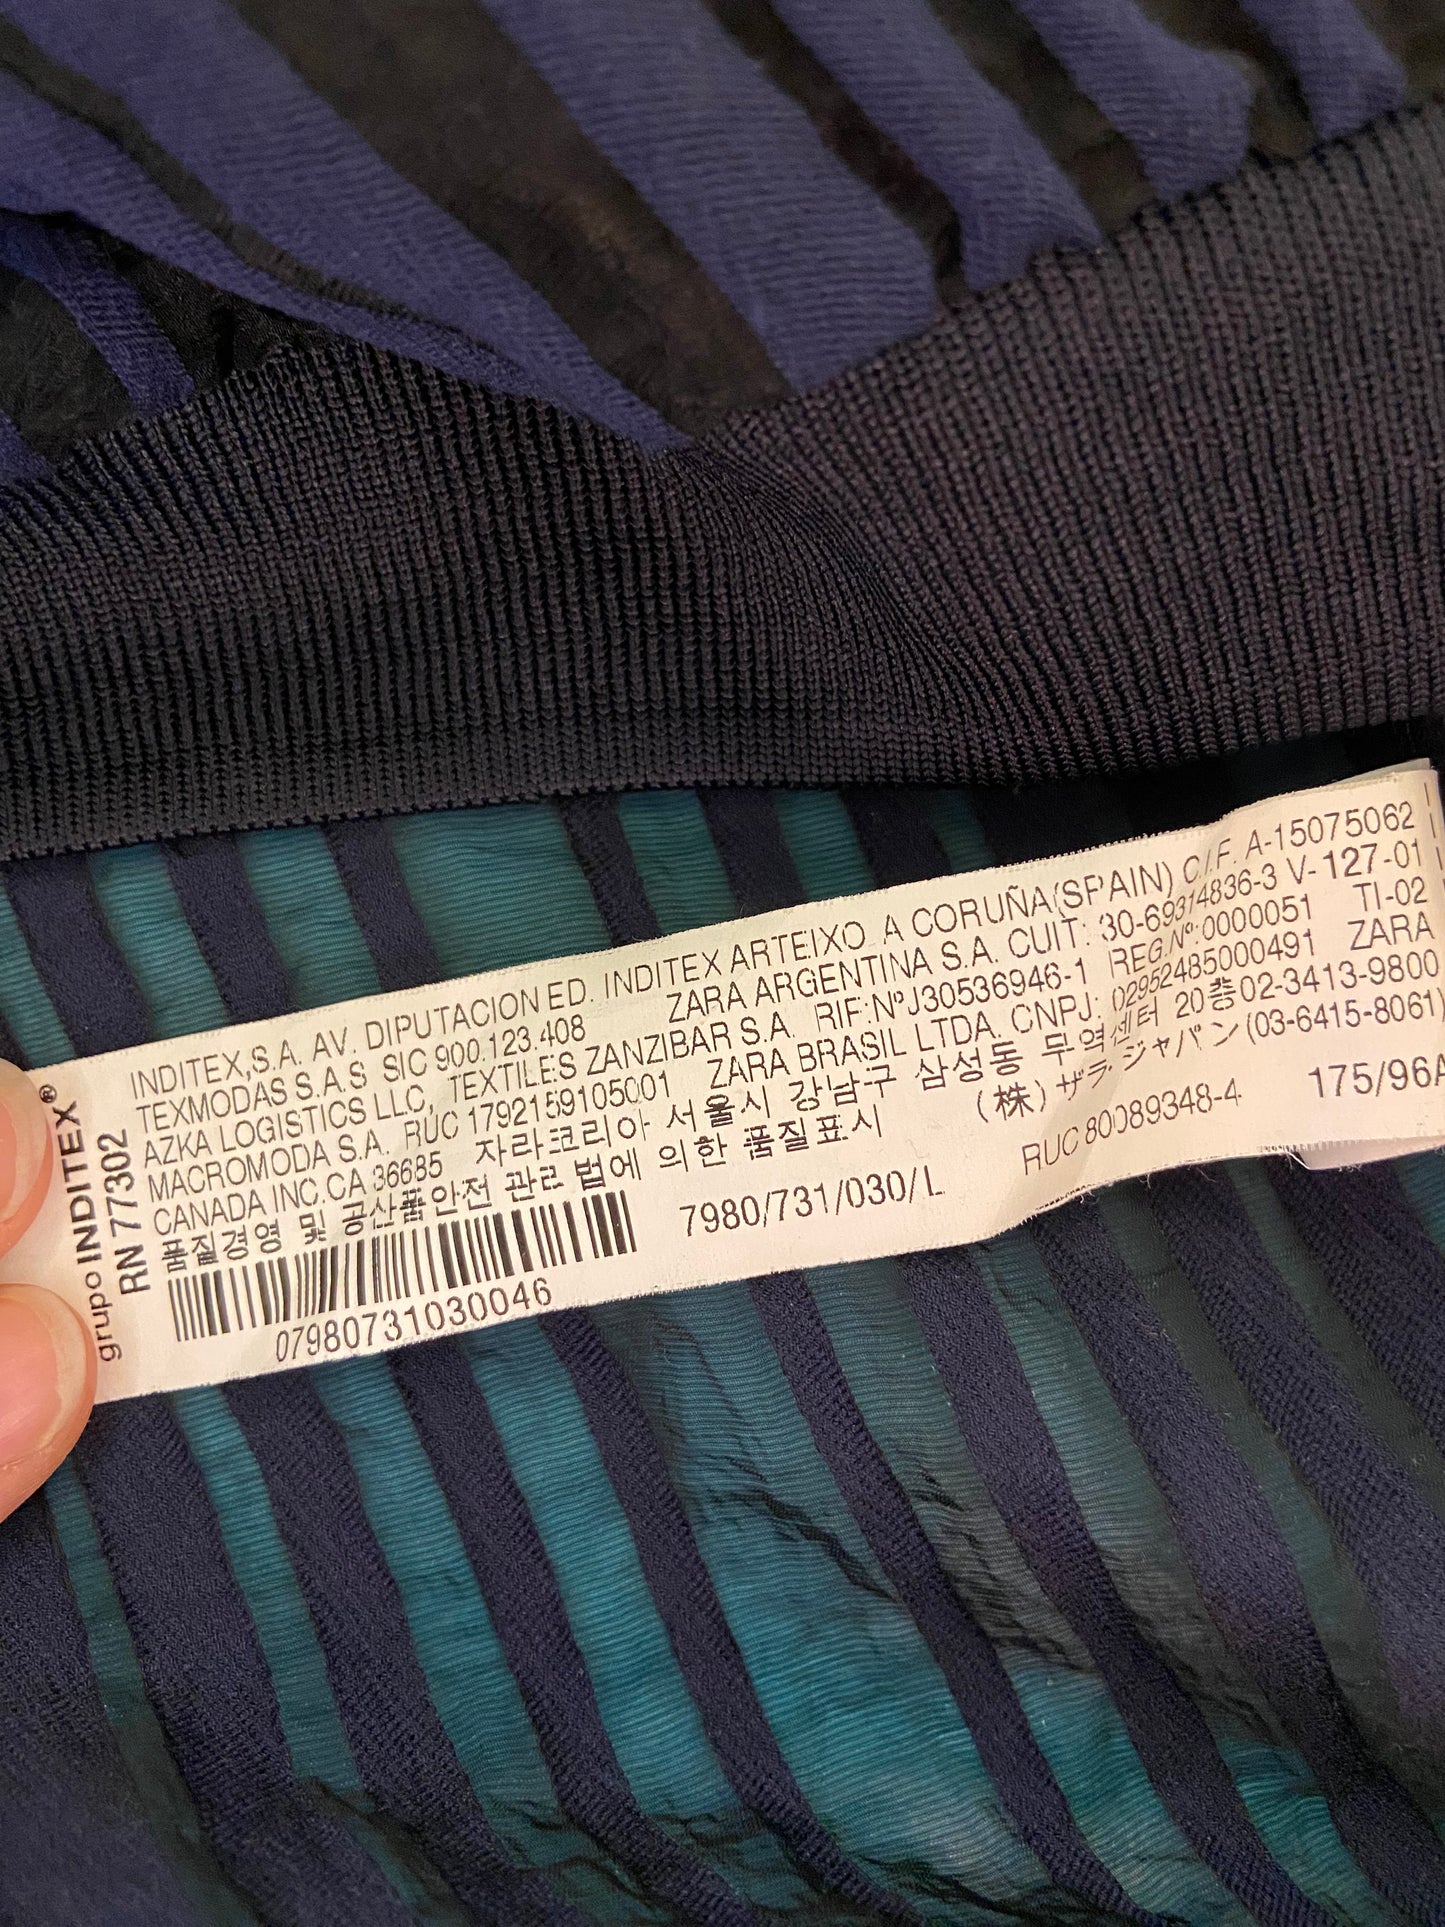 grupo INDITEX®
RN 77302
INDITEX,S.A. AV. DIPUTACION ED. INDITEX ARTEIXO A CORUÑA(SPAIN) C.I.F. A-15075062
TEXMODAS S.A.S SIC 900.123.408 ZARA ARGENTINA S.A. CUIT: 30-69314836-3 V-127-01
AZKA LOGISTICS LLC, TEXTILES ZANZIBAR S.A. RIF:Nº J30536946-1 REG.Nº:0000051 TI-02
MACROMODA S.A. RUC 1792159105001 ZARA BRASIL LTDA. CNPJ: 02952485000491 ZARA
CANADA INC.CA 36685 자라코리아 서울시 강남구 삼성동 무역센터 20층02-3413-9800
품질경영 및 공산품안전 관리 법에 의한 품질표시 (株)ザラ・ジャパン(03-6415-8061)
7980/731/030/L RUC 80089348-4 175/96A
07980731030046